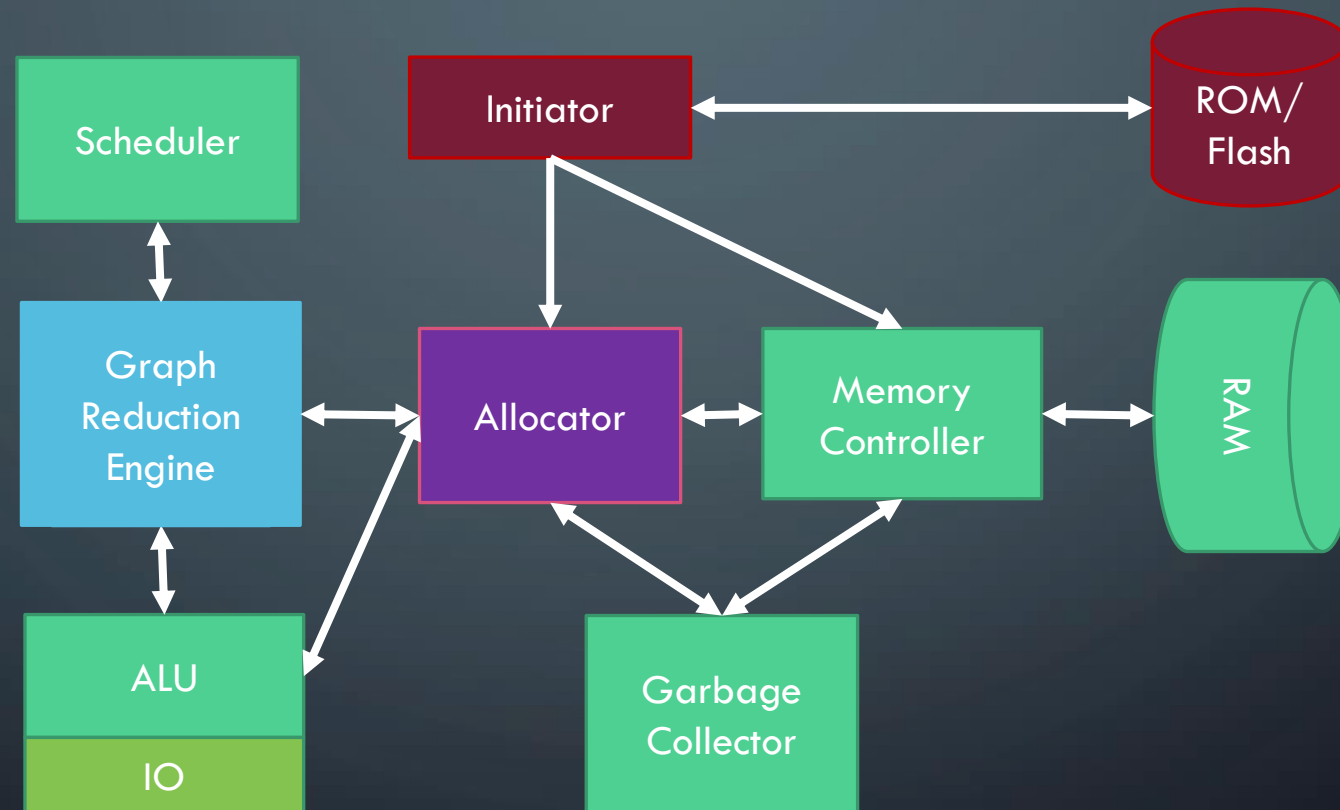 Scheduler
Initiator
ROM/
Flash
Graph
Reduction
Engine
Allocator
Memory
Controller
RAM
ALU
IO
Garbage
Collector